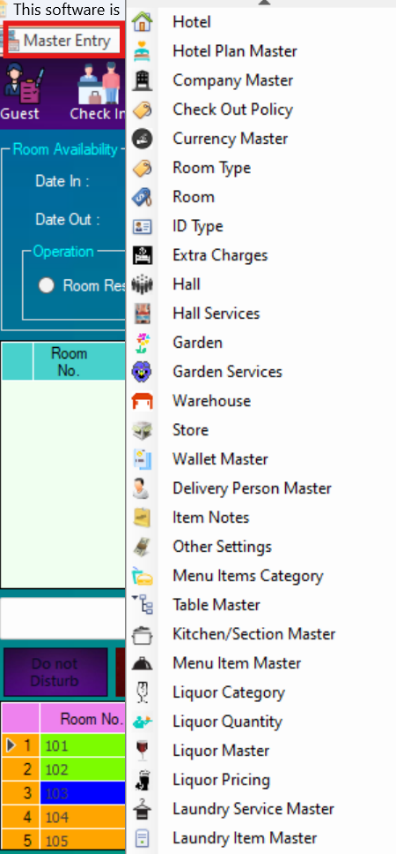 This software is
Master Entry
Guest
Check In
Room Availability
Date In :
Date Out :
Operation
Room Res
Room
No.
Do not
Disturb
Room No.
1 101
2 102
3 103
4 104
5 105
Hotel
Hotel Plan Master
Company Master
Check Out Policy
Currency Master
Room Type
Room
ID Type
Extra Charges
Hall
Hall Services
Garden
Garden Services
Warehouse
Store
Wallet Master
Delivery Person Master
Item Notes
Other Settings
Menu Items Category
Table Master
Kitchen/Section Master
Menu Item Master
Liquor Category
Liquor Quantity
Liquor Master
Liquor Pricing
Laundry Service Master
Laundry Item Master